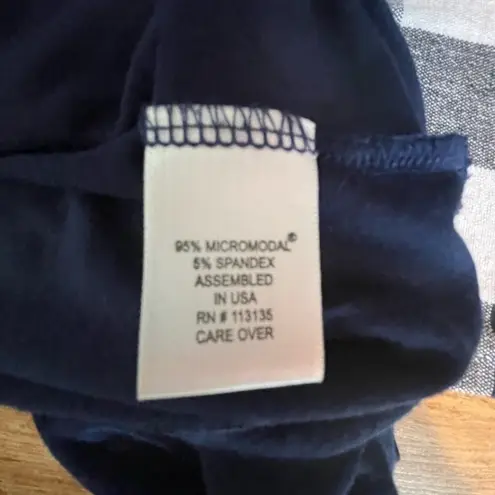 95% MICROMODAL®
5% SPANDEX
ASSEMBLED
IN USA
RN # 113135
CARE OVER